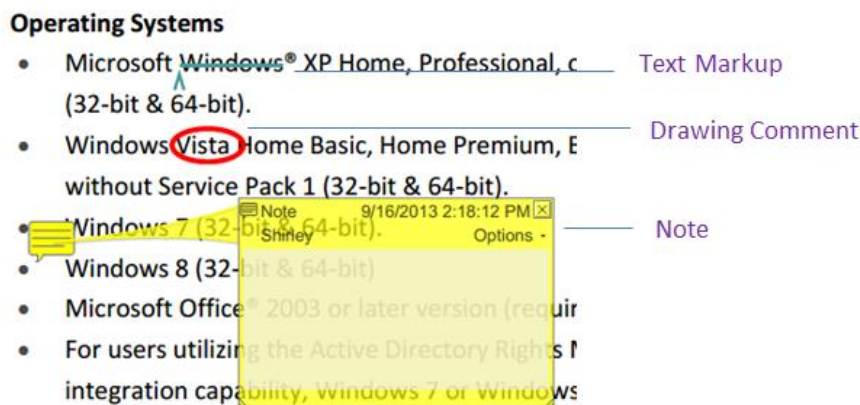 Operating Systems
• Microsoft Windows® XP Home, Professional, c
Text Markup
(32-bit & 64-bit).
Drawing Comment
• Windows Vista Home Basic, Home Premium, E
without Service Pack 1 (32-bit & 64-bit).
Note 9/16/2013 2:18:12 PM
• Windows 7 (32-bit & 64-bit).
Shirley Options
Note
• Windows 8 (32-bit & 64-bit)
• Microsoft Office® 2003 or later version (requir
• For users utilizing the Active Directory Rights M
integration capability, Windows 7 or Windows